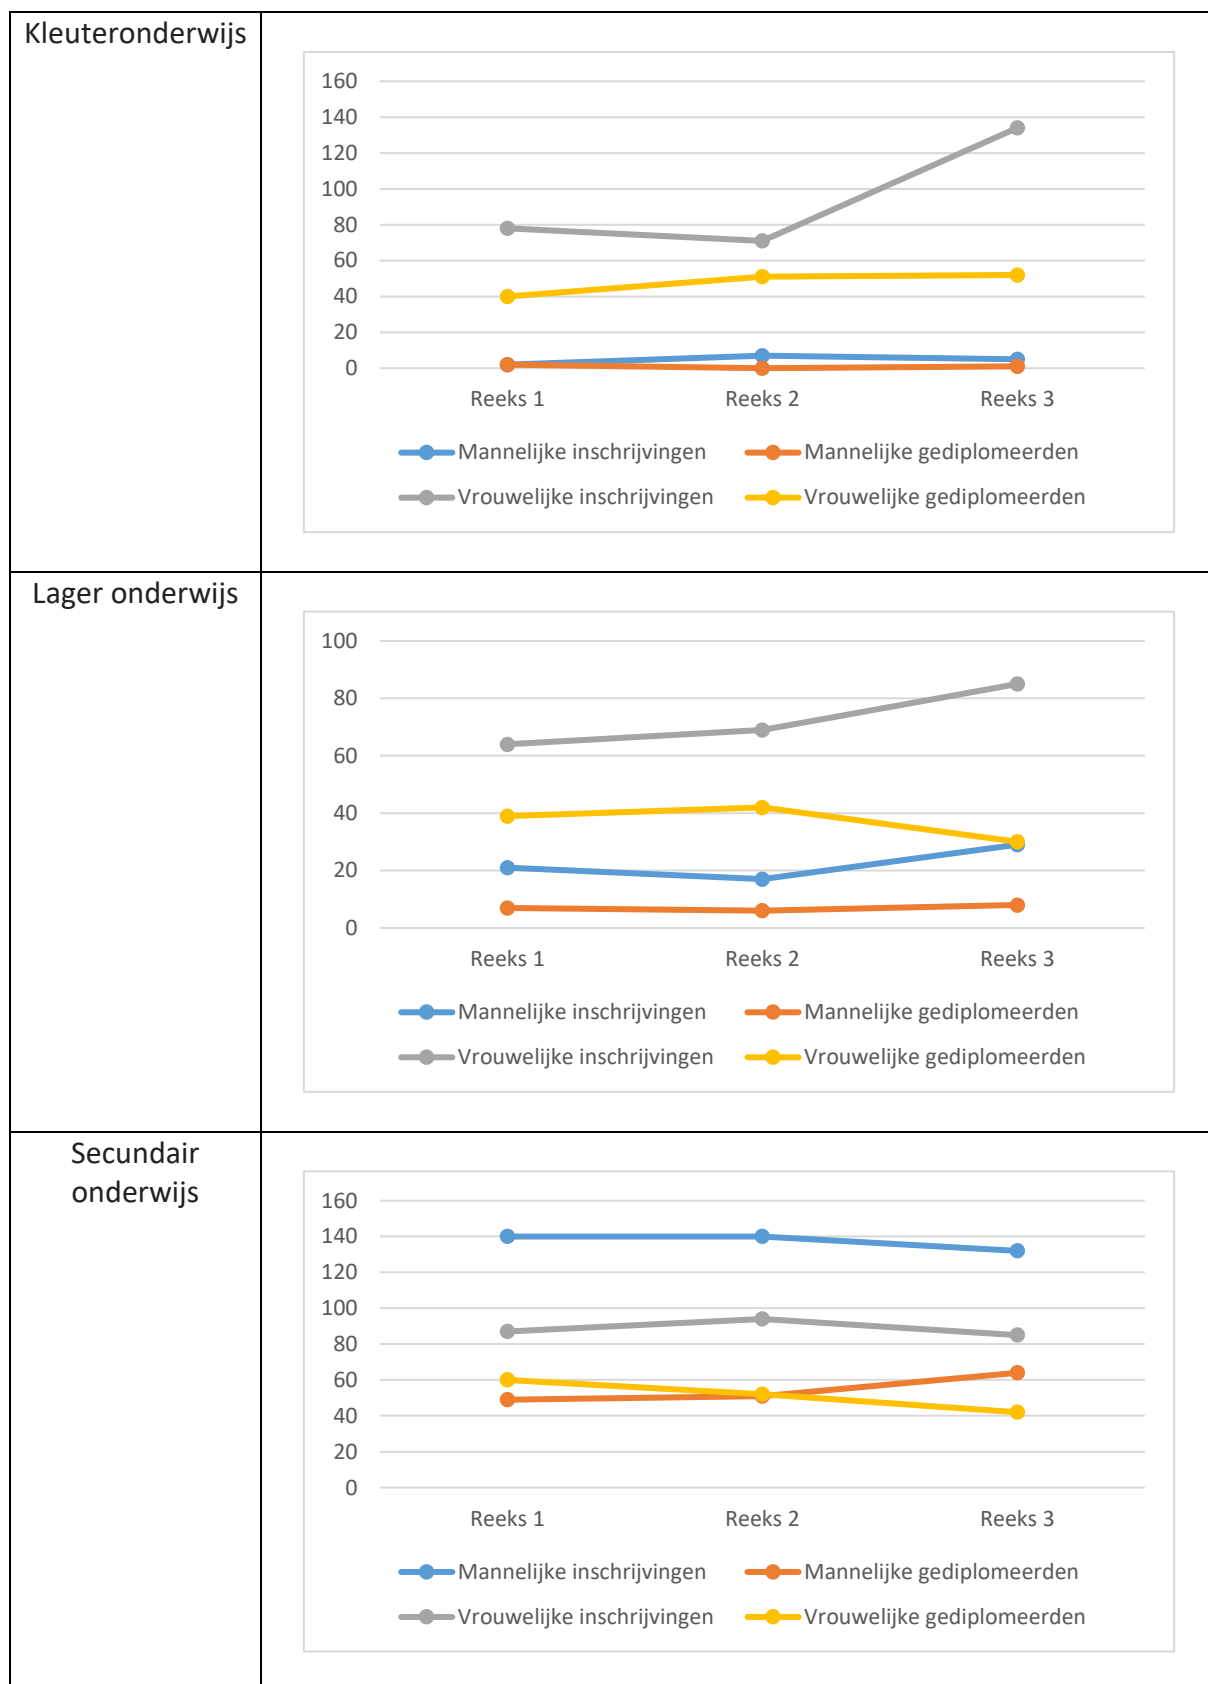 Kleuteronderwijs
160
140
120
100
80
60
40
20
0
Reeks 1 Reeks 2 Reeks 3
Mannelijke inschrijvingen Mannelijke gediplomeerden
Vrouwelijke inschrijvingen Vrouwelijke gediplomeerden
Lager onderwijs
100
80
60
40
20
0
Reeks 1 Reeks 2 Reeks 3
Mannelijke inschrijvingen Mannelijke gediplomeerden
Vrouwelijke inschrijvingen Vrouwelijke gediplomeerden
Secundair
onderwijs
160
140
120
100
80
60
40
20
0
Reeks 1 Reeks 2 Reeks 3
Mannelijke inschrijvingen Mannelijke gediplomeerden
Vrouwelijke inschrijvingen Vrouwelijke gediplomeerden